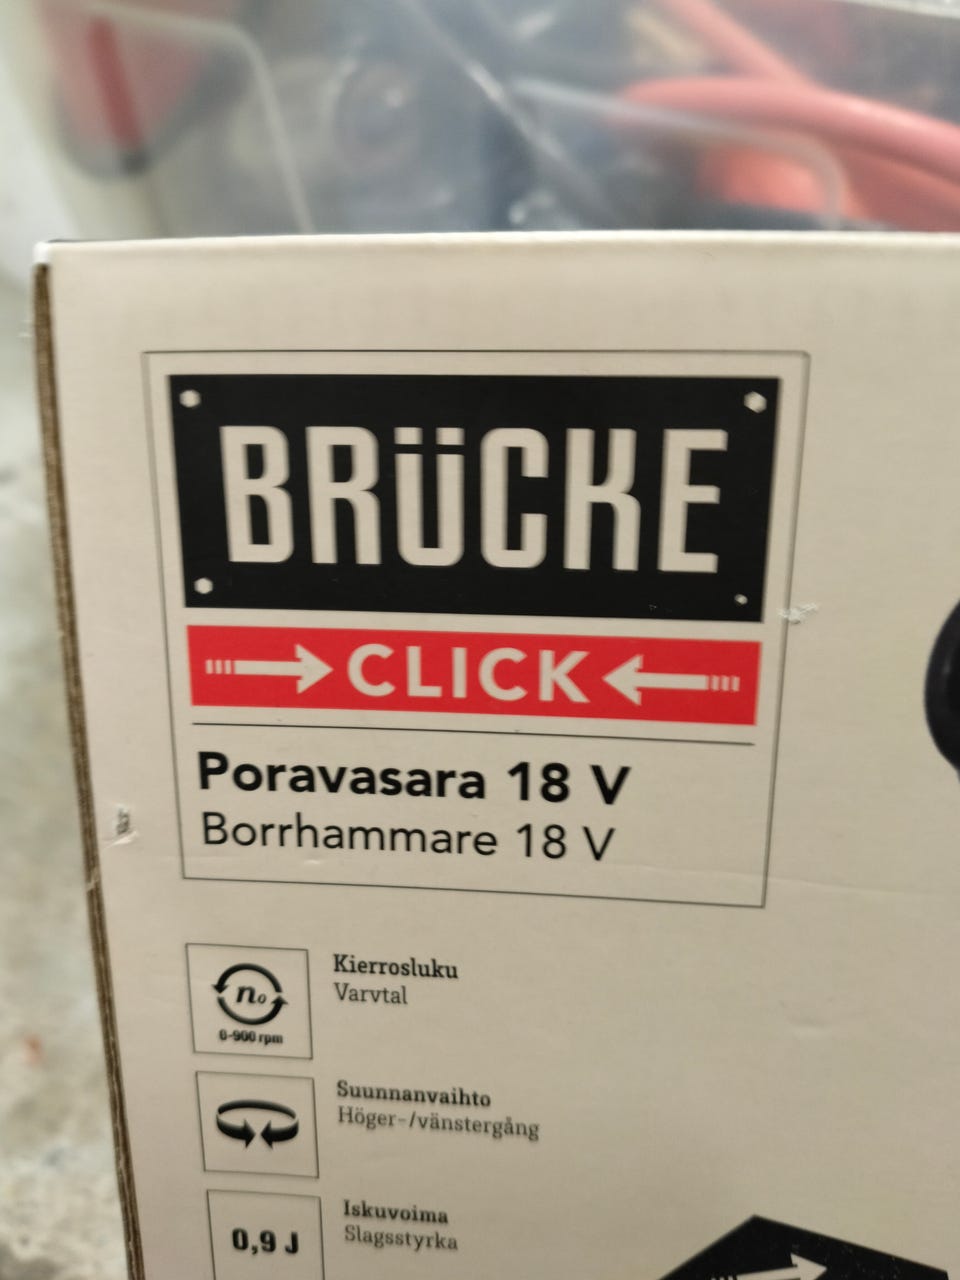 BRÜCKE
CLICK
Poravasara 18 V
Borrhammare 18 V
n₀
0-900 rpm
Kierrosluku
Varvtal
Suunnanvaihto
Höger-/vänstergång
0,9 J
Iskuvoima
Slagsstyrka